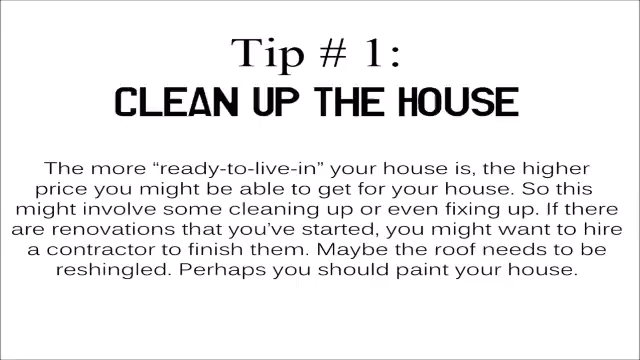 Tip # 1:
CLEAN UP THE HOUSE
The more “ready-to-live-in” your house is, the higher
price you might be able to get for your house. So this
might involve some cleaning up or even fixing up. If there
are renovations that you’ve started, you might want to hire
a contractor to finish them. Maybe the roof needs to be
reshingled. Perhaps you should paint your house.